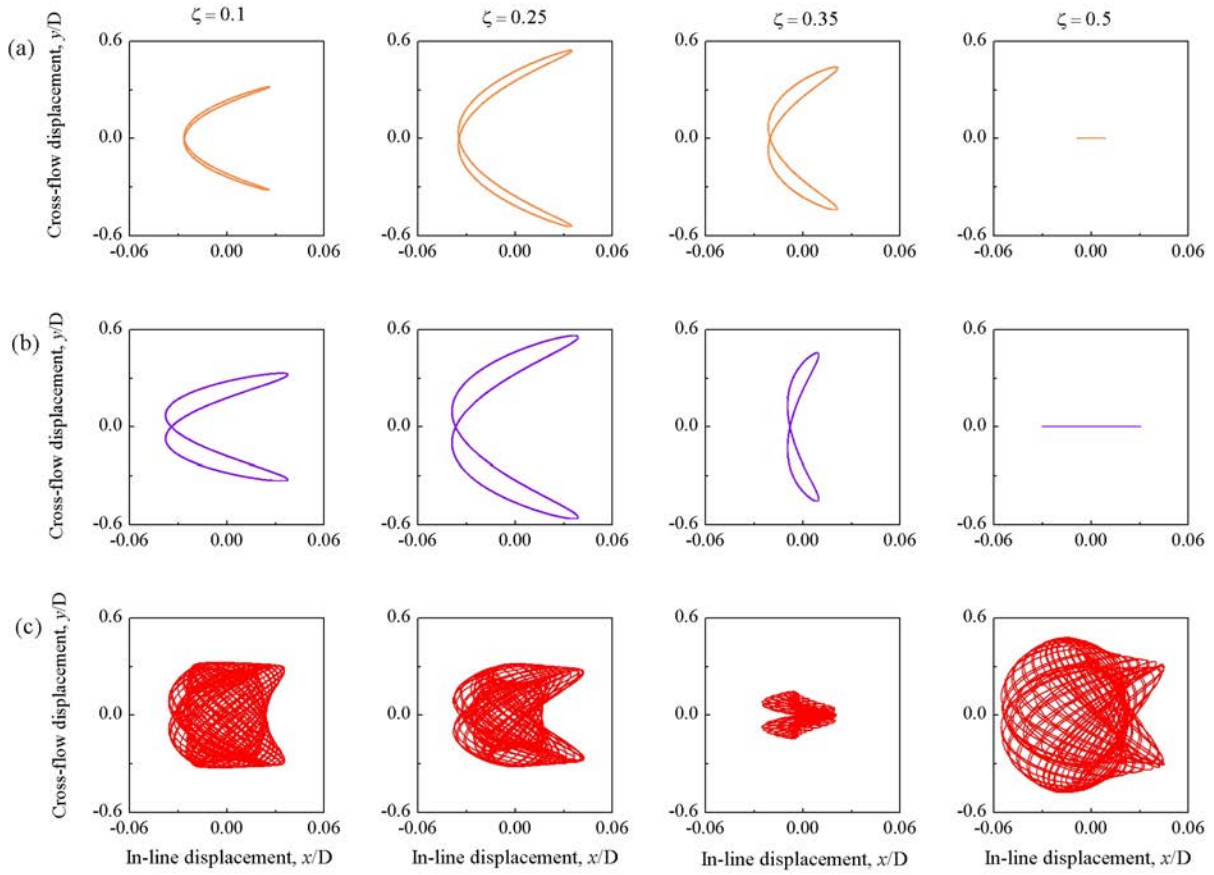 ζ = 0.1 ζ = 0.25 ζ = 0.35 ζ = 0.5
(a)
Cross-flow displacement, y/D
0.6 0.6 0.6 0.6
0.0 0.0 0.0 0.0
-0.6 -0.6 -0.6 -0.6
-0.06 0.00 0.06 -0.06 0.00 0.06 -0.06 0.00 0.06 -0.06 0.00 0.06
(b)
Cross-flow displacement, y/D
0.6 0.6 0.6 0.6
0.0 0.0 0.0 0.0
-0.6 -0.6 -0.6 -0.6
-0.06 0.00 0.06 -0.06 0.00 0.06 -0.06 0.00 0.06 -0.06 0.00 0.06
(c)
Cross-flow displacement, y/D
0.6 0.6 0.6 0.6
0.0 0.0 0.0 0.0
-0.6 -0.6 -0.6 -0.6
-0.06 0.00 0.06 -0.06 0.00 0.06 -0.06 0.00 0.06 -0.06 0.00 0.06
In-line displacement, x/D In-line displacement, x/D In-line displacement, x/D In-line displacement, x/D